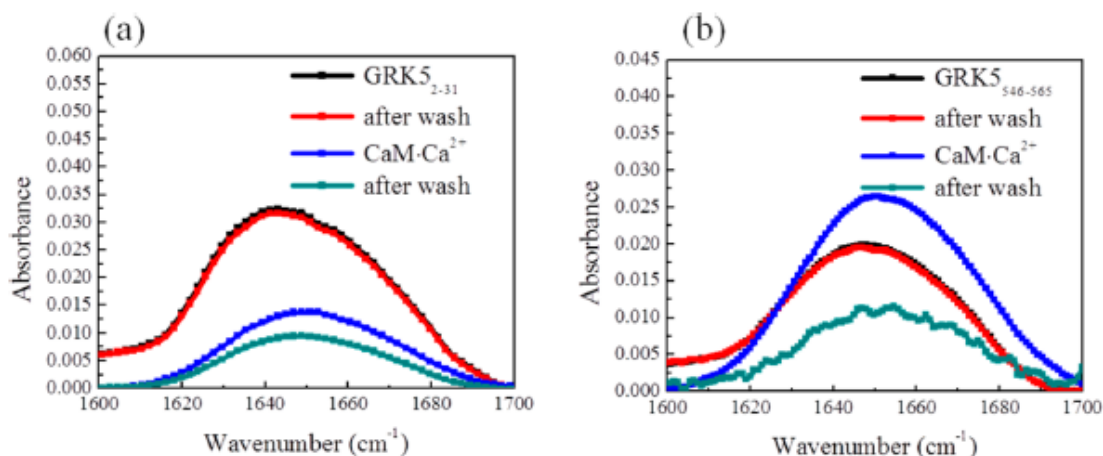 (a)
0.060
0.055
0.050
0.045
0.040
0.035
0.030
0.025
0.020
0.015
0.010
0.005
0.000
Absorbance
GRK5₂₋₃₁
after wash
CaM·Ca²⁺
after wash
1600 1620 1640 1660 1680 1700
Wavenumber (cm⁻¹)
(b)
0.045
0.040
0.035
0.030
0.025
0.020
0.015
0.010
0.005
0.000
Absorbance
GRK5₅₄₆₋₅₆₅
after wash
CaM·Ca²⁺
after wash
1600 1620 1640 1660 1680 1700
Wavenumber (cm⁻¹)